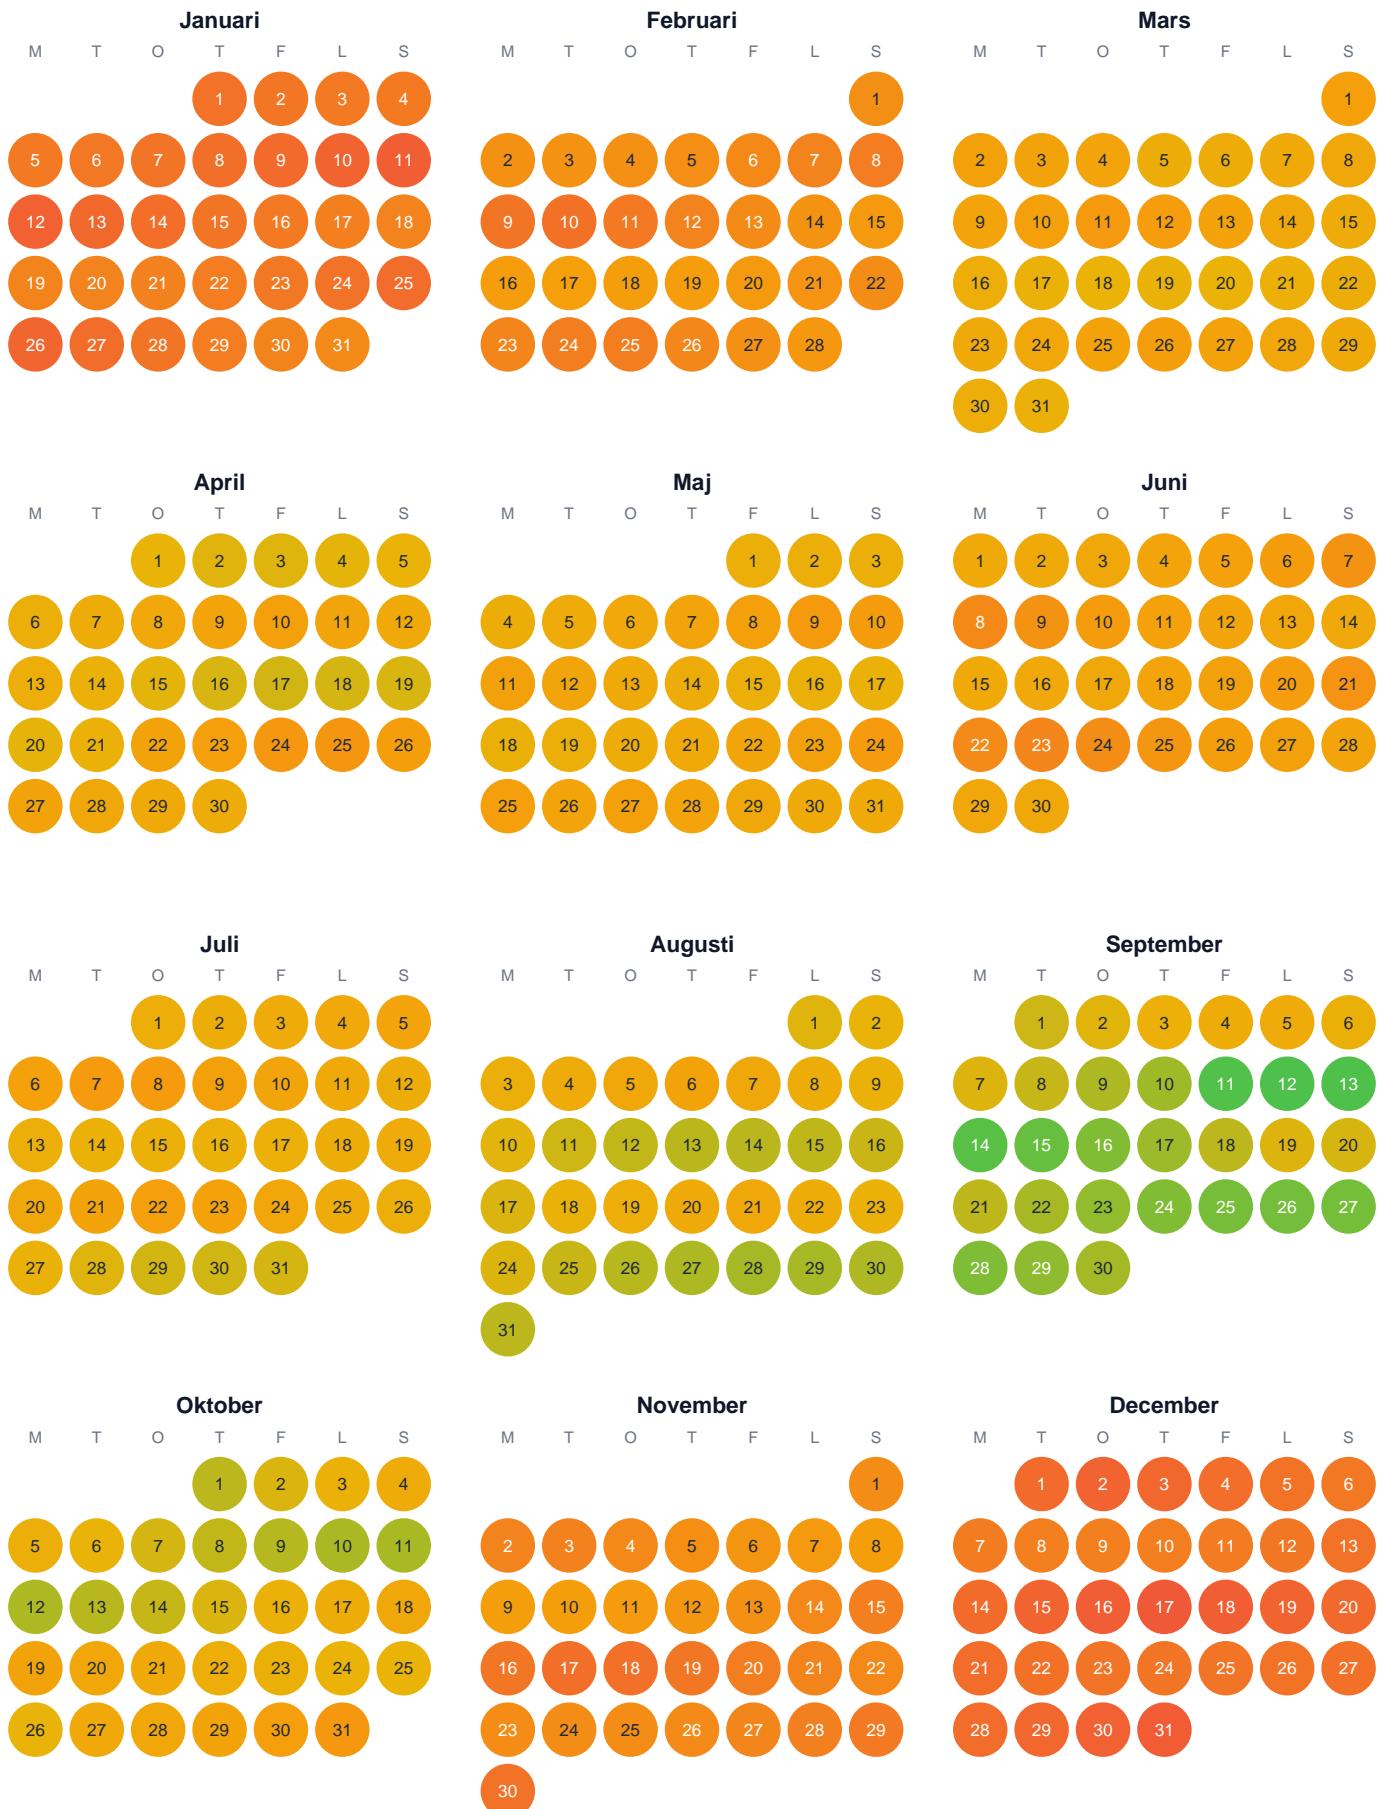 Januari
M T O T F L S
1 2 3 4
5 6 7 8 9 10 11
12 13 14 15 16 17 18
19 20 21 22 23 24 25
26 27 28 29 30 31
Februari
M T O T F L S
1
2 3 4 5 6 7 8
9 10 11 12 13 14 15
16 17 18 19 20 21 22
23 24 25 26 27 28
Mars
M T O T F L S
1
2 3 4 5 6 7 8
9 10 11 12 13 14 15
16 17 18 19 20 21 22
23 24 25 26 27 28 29
30 31
April
M T O T F L S
1 2 3 4 5
6 7 8 9 10 11 12
13 14 15 16 17 18 19
20 21 22 23 24 25 26
27 28 29 30
Maj
M T O T F L S
1 2 3
4 5 6 7 8 9 10
11 12 13 14 15 16 17
18 19 20 21 22 23 24
25 26 27 28 29 30 31
Juni
M T O T F L S
1 2 3 4 5 6 7
8 9 10 11 12 13 14
15 16 17 18 19 20 21
22 23 24 25 26 27 28
29 30
Juli
M T O T F L S
1 2 3 4 5
6 7 8 9 10 11 12
13 14 15 16 17 18 19
20 21 22 23 24 25 26
27 28 29 30 31
Augusti
M T O T F L S
1 2
3 4 5 6 7 8 9
10 11 12 13 14 15 16
17 18 19 20 21 22 23
24 25 26 27 28 29 30
31
September
M T O T F L S
1 2 3 4 5 6
7 8 9 10 11 12 13
14 15 16 17 18 19 20
21 22 23 24 25 26 27
28 29 30
Oktober
M T O T F L S
1 2 3 4
5 6 7 8 9 10 11
12 13 14 15 16 17 18
19 20 21 22 23 24 25
26 27 28 29 30 31
November
M T O T F L S
1
2 3 4 5 6 7 8
9 10 11 12 13 14 15
16 17 18 19 20 21 22
23 24 25 26 27 28 29
30
December
M T O T F L S
1 2 3 4 5 6
7 8 9 10 11 12 13
14 15 16 17 18 19 20
21 22 23 24 25 26 27
28 29 30 31